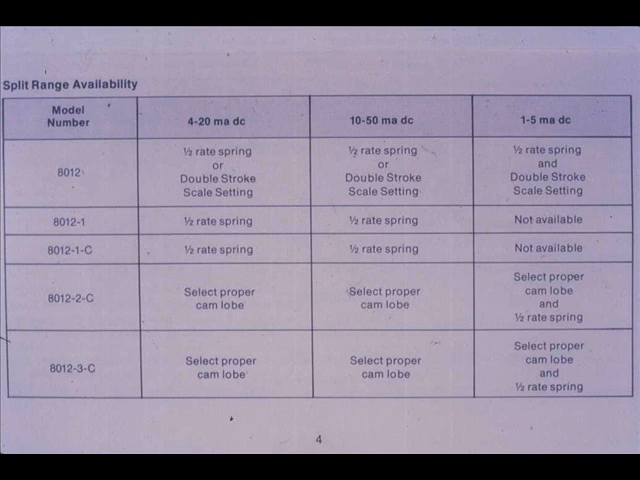 Split Range Availability
Model Number 4-20 ma dc 10-50 ma dc 1-5 ma dc
8012 ½ rate spring or Double Stroke Scale Setting ½ rate spring or Double Stroke Scale Setting ½ rate spring and Double Stroke Scale Setting
8012-1 ½ rate spring ½ rate spring Not available
8012-1-C ½ rate spring ½ rate spring Not available
8012-2-C Select proper cam lobe Select proper cam lobe Select proper cam lobe and ½ rate spring
8012-3-C Select proper cam lobe Select proper cam lobe Select proper cam lobe and ½ rate spring
4